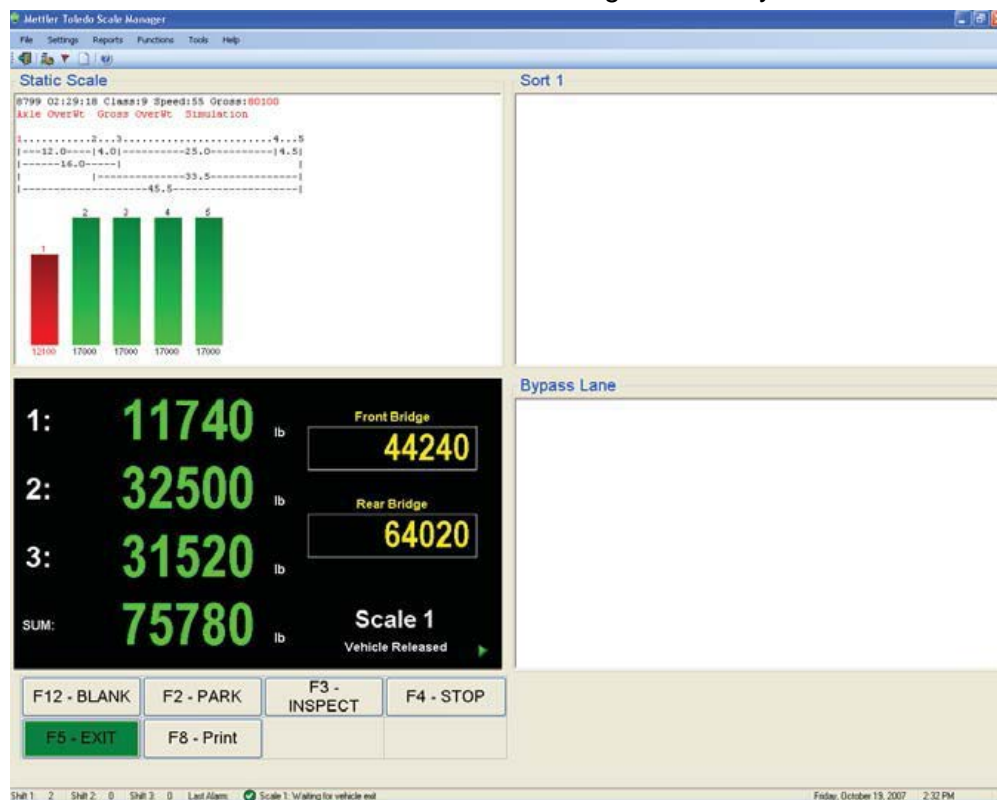 Mettler Toledo Scale Manager
File Settings Reports Functions Tools Help
Static Scale
8799 02:29:18 Class:9 Speed:55 Gross:80100
Axle OverWt Gross OverWt Simulation
1...........2...3........................4...5
|---12.0----|4.0|----------25.0----------|4.5|
|------16.0-----| |
| |-------------33.5--------------|
|--------------------45.5--------------------|
1 2 3 4 5
12100 17000 17000 17000 17000
Sort 1
1: 11740 lb
2: 32500 lb
3: 31520 lb
SUM: 75780 lb
Front Bridge
44240
Rear Bridge
64020
Scale 1
Vehicle Released
Bypass Lane
F12 - BLANK F2 - PARK F3 - INSPECT F4 - STOP
F5 - EXIT F8 - Print
Shift 1: 2 Shift 2: 0 Shift 3: 0 Last Alarm: Scale 1: Waiting for vehicle exit Friday, October 19, 2007 2:32 PM